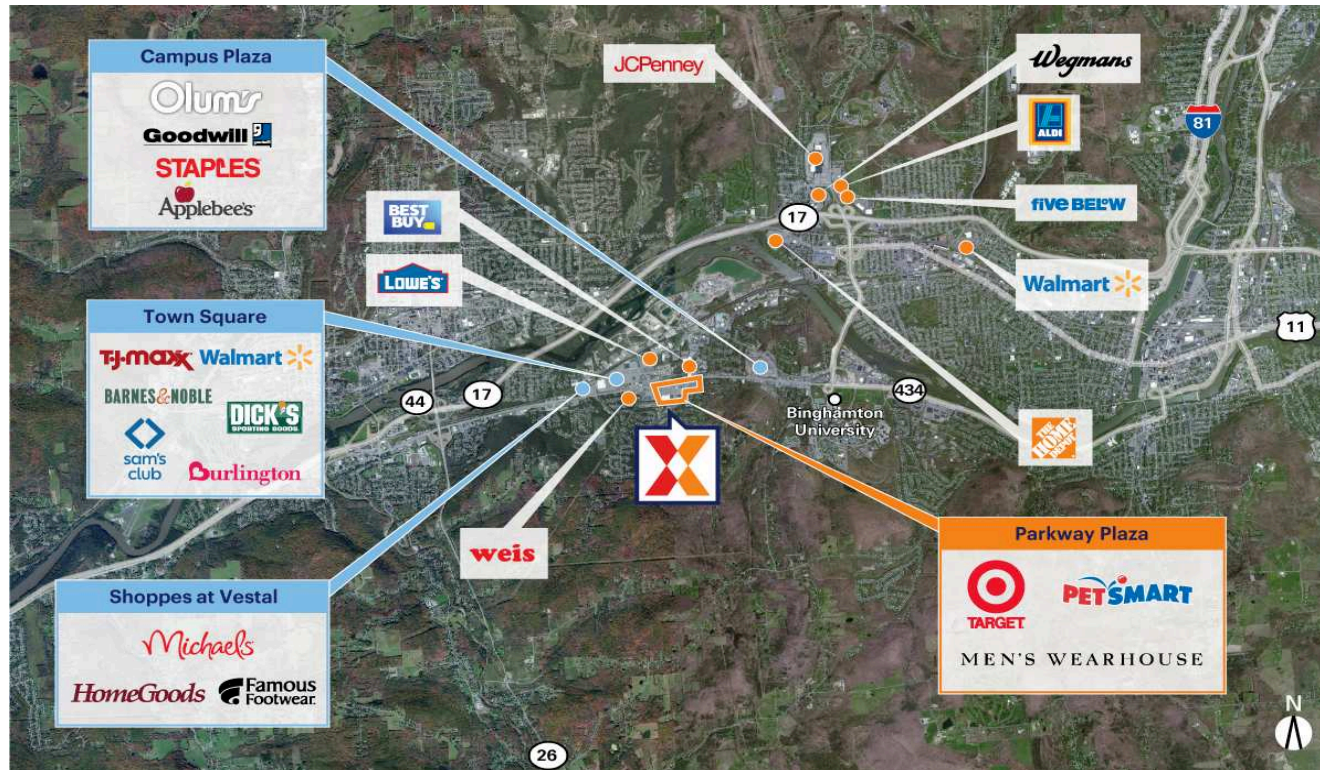 Campus Plaza
Olum's
Goodwill
STAPLES
Applebee's
JCPenney
Wegmans
ALDI
81
BEST
BUY
17
five BELOW
LOWE'S
Walmart
Town Square
T.J.maxx Walmart
11
BARNES & NOBLE
DICK'S
SPORTING GOODS
44
17
434
Binghamton
University
THE
HOME
DEPOT
sam's
club
Burlington
weis
Parkway Plaza
TARGET
PETSMART
MEN'S WEARHOUSE
Shoppes at Vestal
Michaels
HomeGoods
Famous
Footwear
N
26